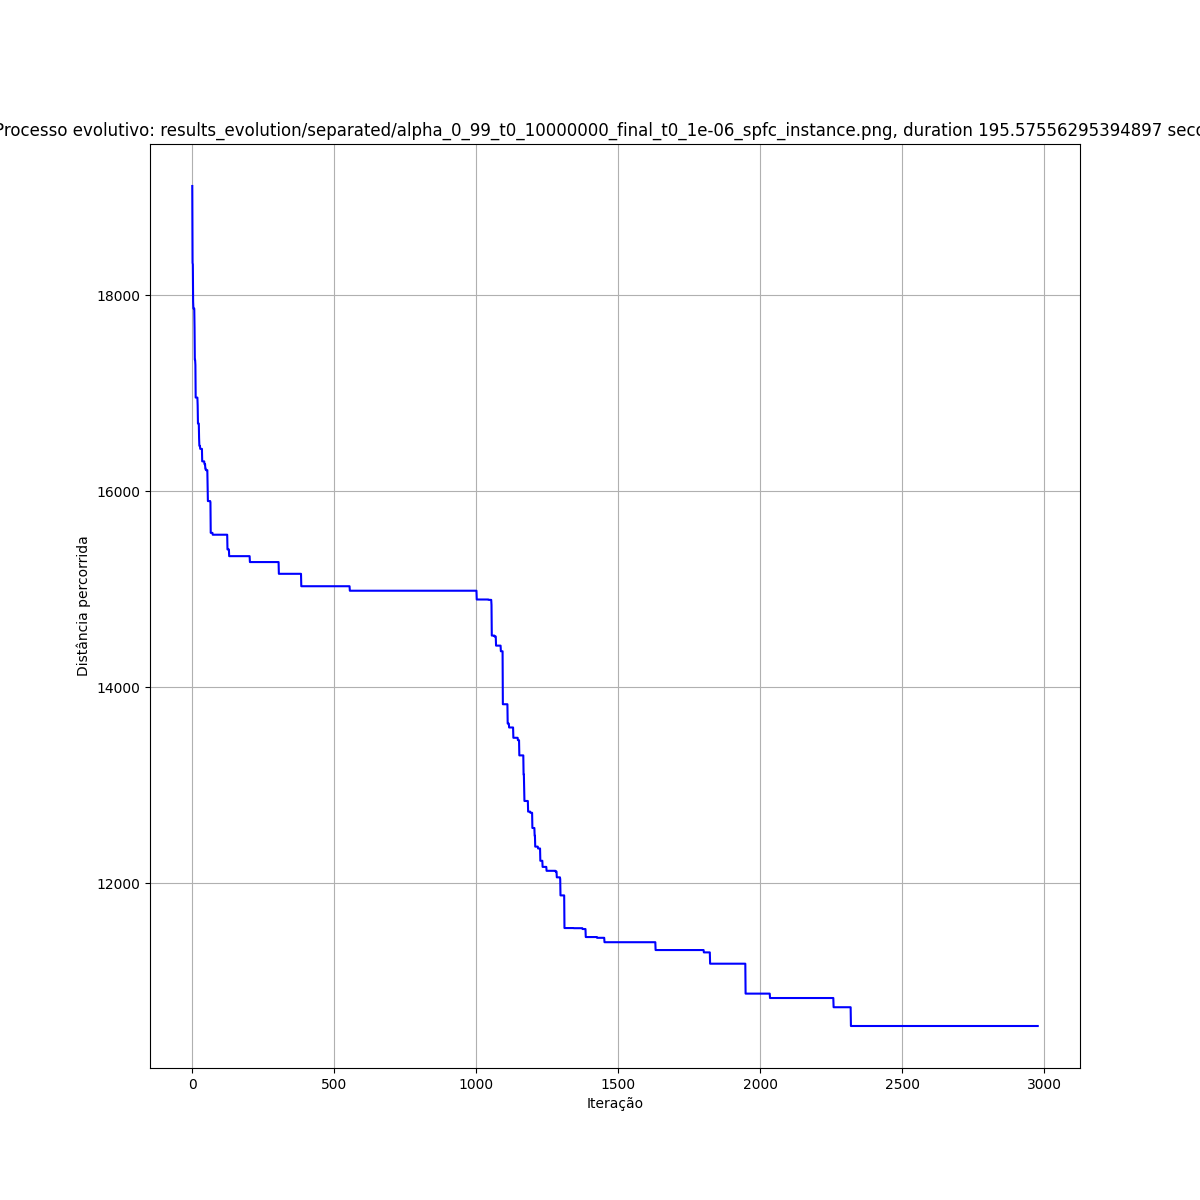 Processo evolutivo: results_evolution/separated/alpha_0_99_t0_10000000_final_t0_1e-06_spfc_instance.png, duration 195.57556295394897 seco
18000
16000
14000
12000
Distância percorrida
0 500 1000 1500 2000 2500 3000
Iteração